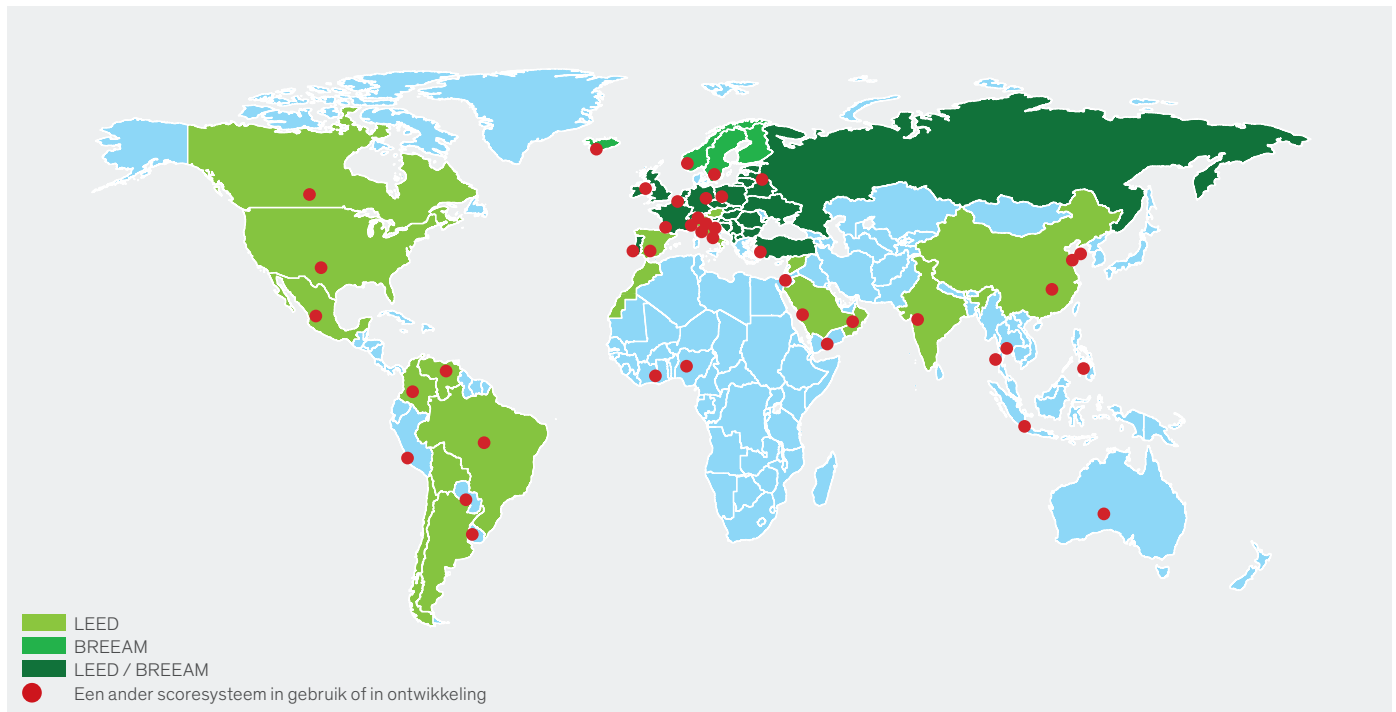 LEED
BREEAM
LEED / BREEAM
Een ander scoresysteem in gebruik of in ontwikkeling